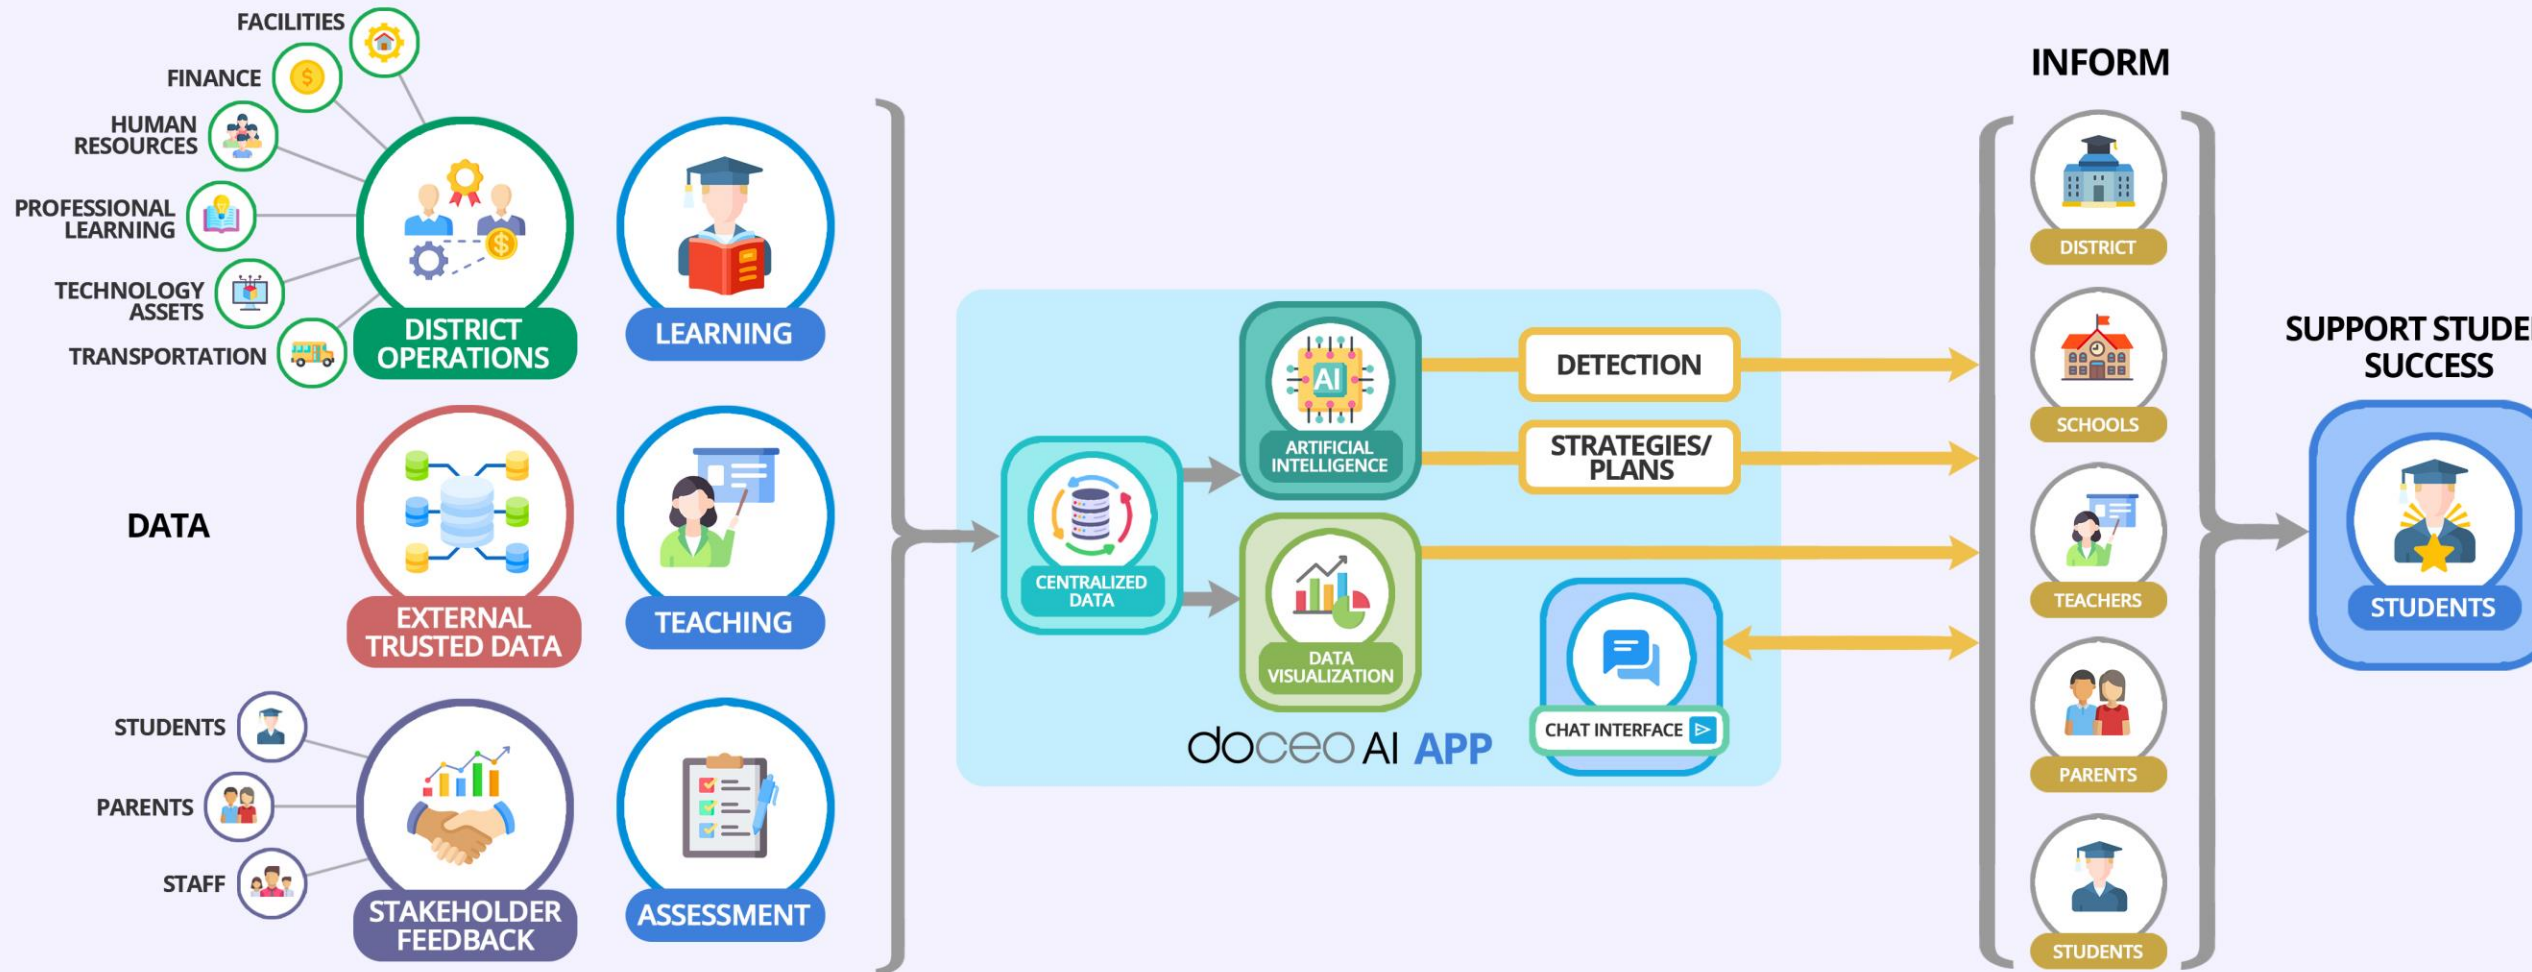 FACILITIES
FINANCE
HUMAN
RESOURCES
PROFESSIONAL
LEARNING
TECHNOLOGY
ASSETS
TRANSPORTATION
DISTRICT
OPERATIONS
LEARNING
DATA
EXTERNAL
TRUSTED DATA
TEACHING
STUDENTS
PARENTS
STAFF
STAKEHOLDER
FEEDBACK
ASSESSMENT
CENTRALIZED
DATA
AI
ARTIFICIAL
INTELLIGENCE
DETECTION
STRATEGIES/
PLANS
DATA
VISUALIZATION
CHAT INTERFACE
doceo AI APP
INFORM
DISTRICT
SCHOOLS
TEACHERS
PARENTS
STUDENTS
SUPPORT STUDE
SUCCESS
STUDENTS